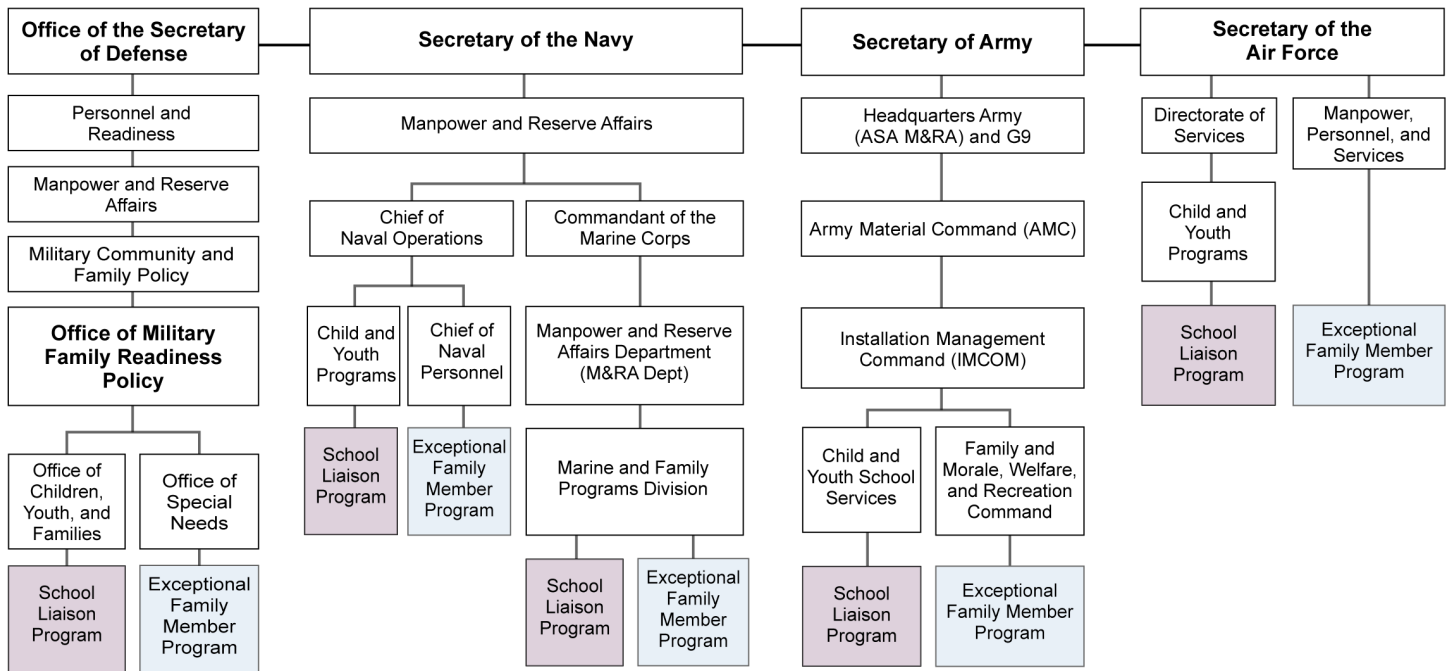 Office of the Secretary
of Defense
Personnel and
Readiness
Manpower and Reserve
Affairs
Military Community and
Family Policy
Office of Military
Family Readiness
Policy
Office of
Children,
Youth, and
Families
Office of
Special
Needs
School
Liaison
Program
Exceptional
Family
Member
Program
Secretary of the Navy
Manpower and Reserve Affairs
Chief of
Naval Operations
Commandant of the
Marine Corps
Child and
Youth
Programs
Chief of
Naval
Personnel
Manpower and Reserve
Affairs Department
(M&RA Dept)
School
Liaison
Program
Exceptional
Family
Member
Program
Marine and Family
Programs Division
School
Liaison
Program
Exceptional
Family
Member
Program
Secretary of Army
Headquarters Army
(ASA M&RA) and G9
Army Material Command (AMC)
Installation Management
Command (IMCOM)
Child and
Youth School
Services
Family and
Morale, Welfare,
and Recreation
Command
School
Liaison
Program
Exceptional
Family Member
Program
Secretary of the
Air Force
Directorate of
Services
Manpower,
Personnel, and
Services
Child and
Youth
Programs
School
Liaison
Program
Exceptional
Family Member
Program